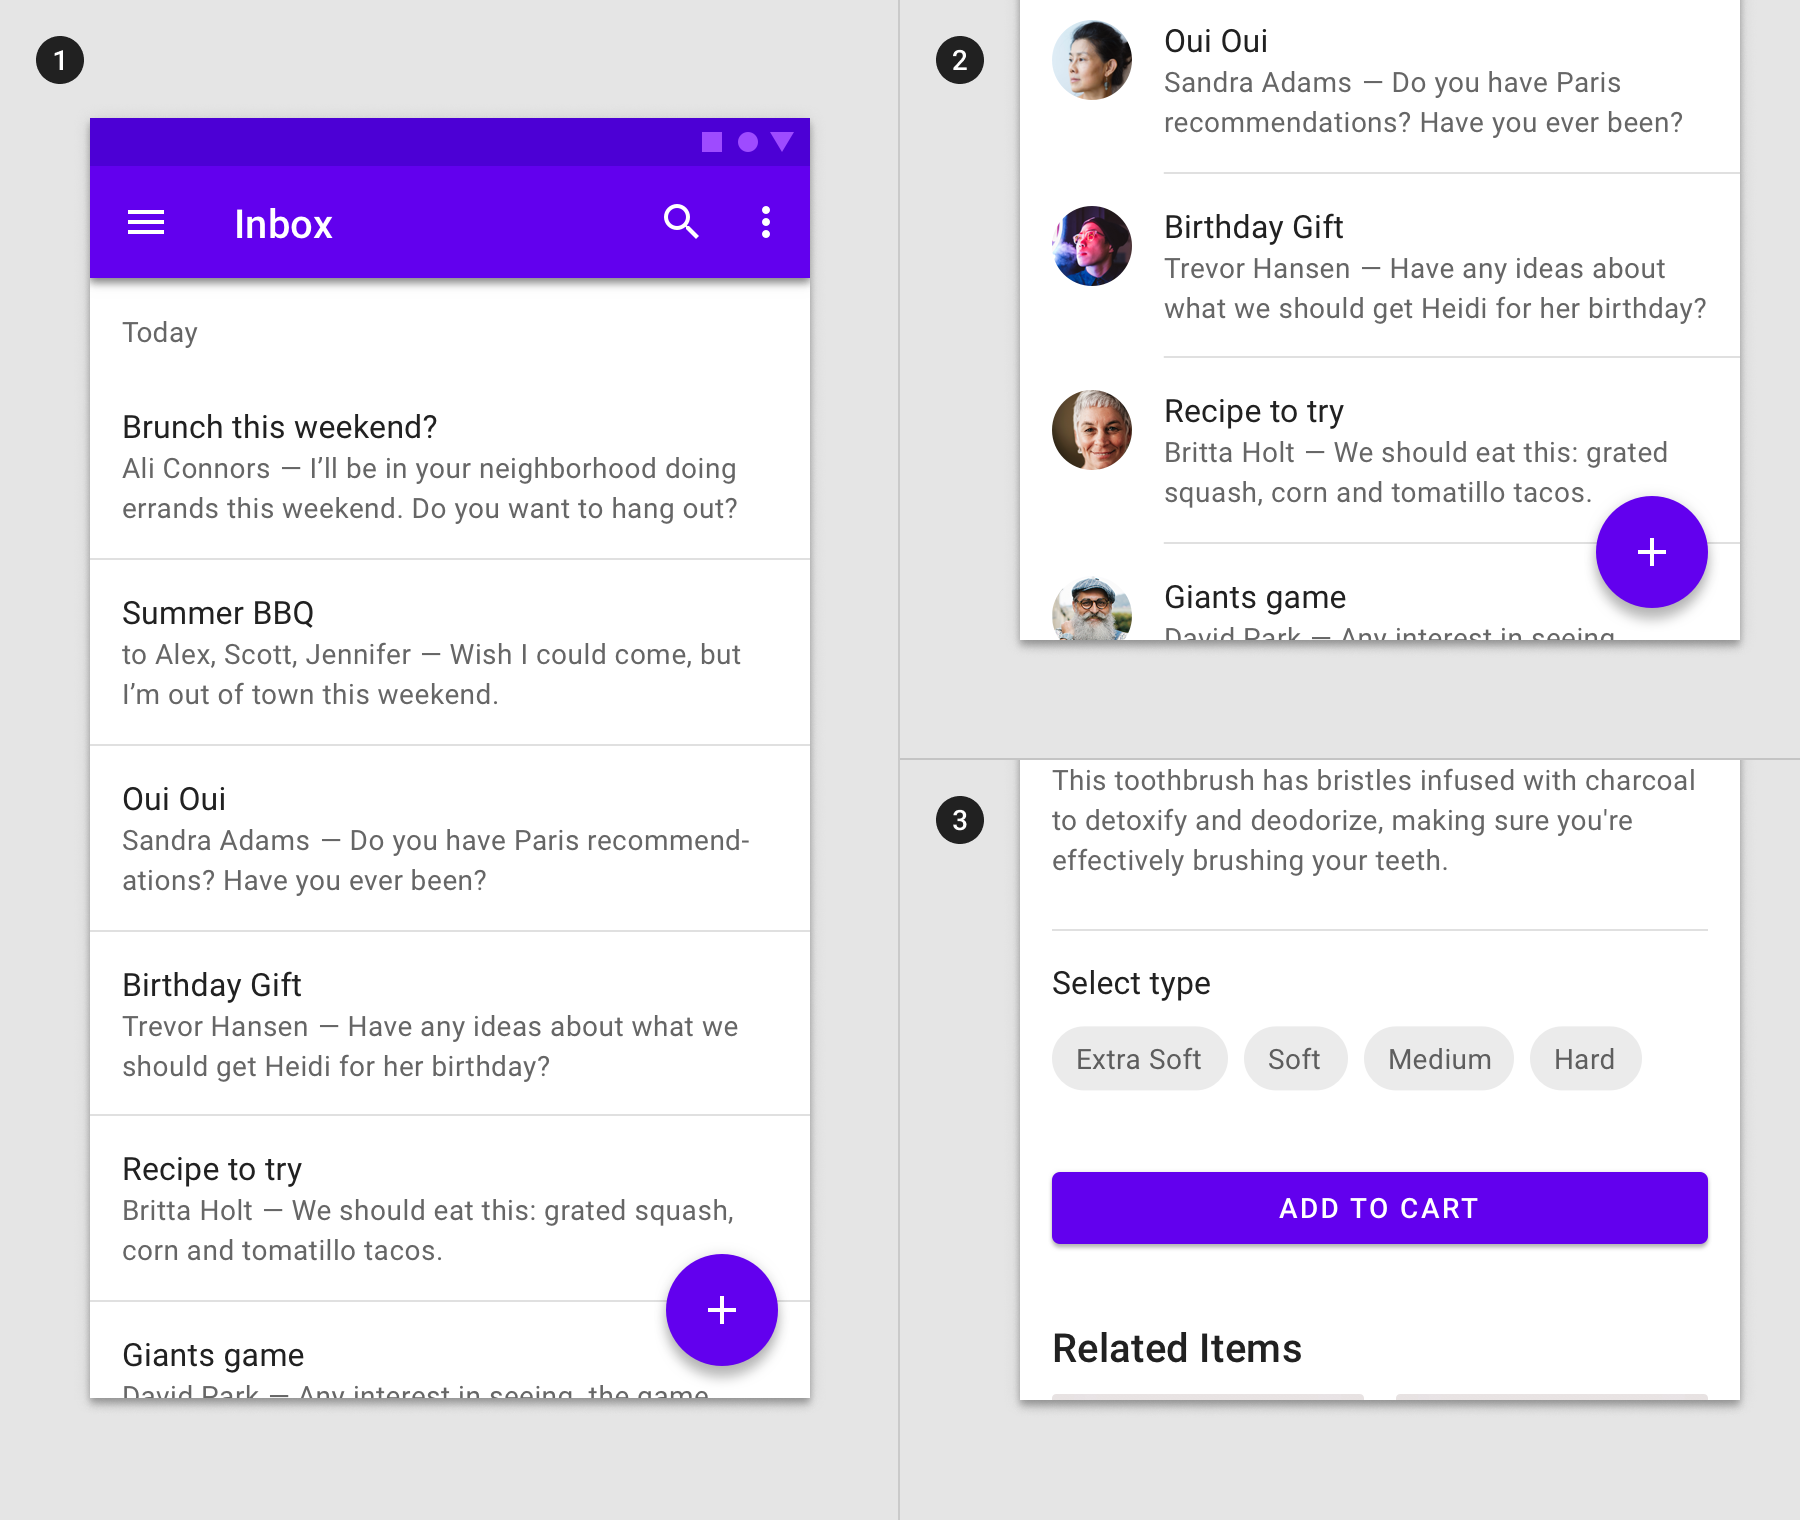 1
Inbox
Today
Brunch this weekend?
Ali Connors — I’ll be in your neighborhood doing
errands this weekend. Do you want to hang out?
Summer BBQ
to Alex, Scott, Jennifer — Wish I could come, but
I’m out of town this weekend.
Oui Oui
Sandra Adams — Do you have Paris recommend-
ations? Have you ever been?
Birthday Gift
Trevor Hansen — Have any ideas about what we
should get Heidi for her birthday?
Recipe to try
Britta Holt — We should eat this: grated squash,
corn and tomatillo tacos.
Giants game
David Park — Any interest in seeing the game
2
Oui Oui
Sandra Adams — Do you have Paris
recommendations? Have you ever been?
Birthday Gift
Trevor Hansen — Have any ideas about
what we should get Heidi for her birthday?
Recipe to try
Britta Holt — We should eat this: grated
squash, corn and tomatillo tacos.
Giants game
David Park — Any interest in seeing
3
This toothbrush has bristles infused with charcoal
to detoxify and deodorize, making sure you're
effectively brushing your teeth.
Select type
Extra Soft
Soft
Medium
Hard
ADD TO CART
Related Items